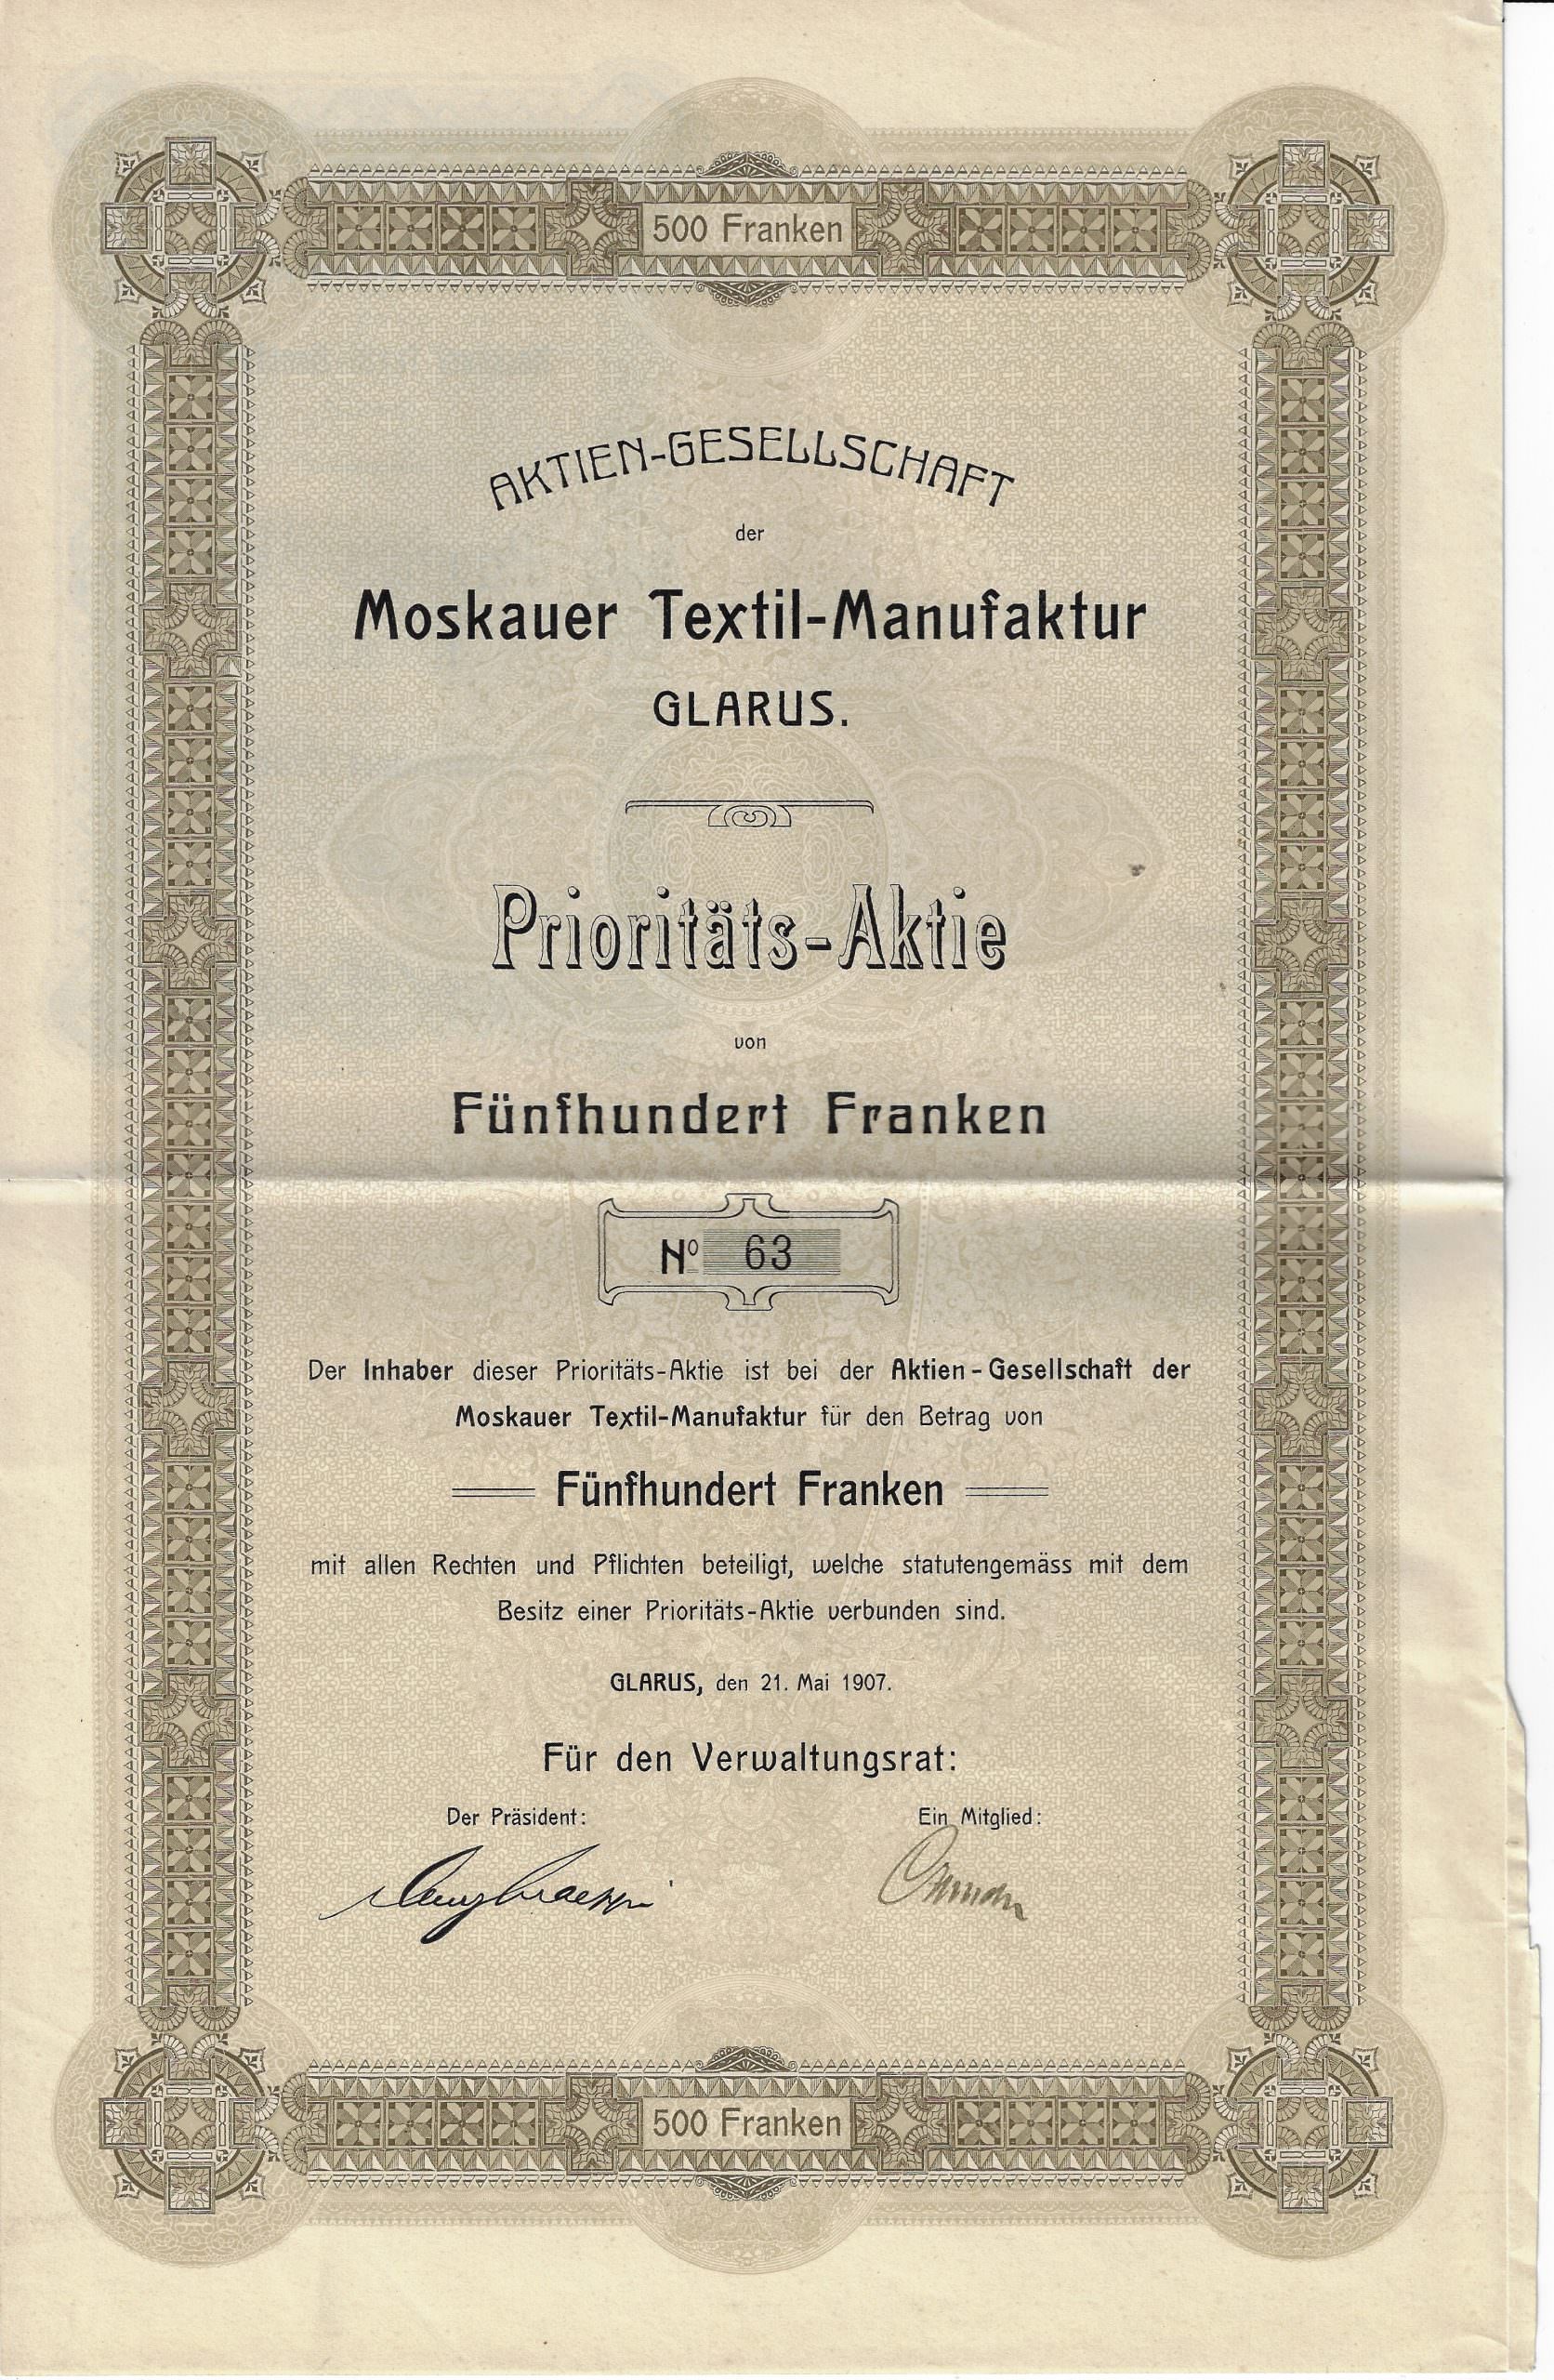 500 Franken
AKTIEN-GESELLSCHAFT
der
Moskauer Textil-Manufaktur
GLARUS.
Prioritäts-Aktie
von
Fünfhundert Franken
Nº 63
Der Inhaber dieser Prioritäts-Aktie ist bei der Aktien-Gesellschaft der
Moskauer Textil-Manufaktur für den Betrag von
Fünfhundert Franken
mit allen Rechten und Pflichten beteiligt, welche statutengemäss mit dem
Besitz einer Prioritäts-Aktie verbunden sind.
GLARUS, den 21. Mai 1907.
Für den Verwaltungsrat:
Der Präsident: Ein Mitglied:
500 Franken